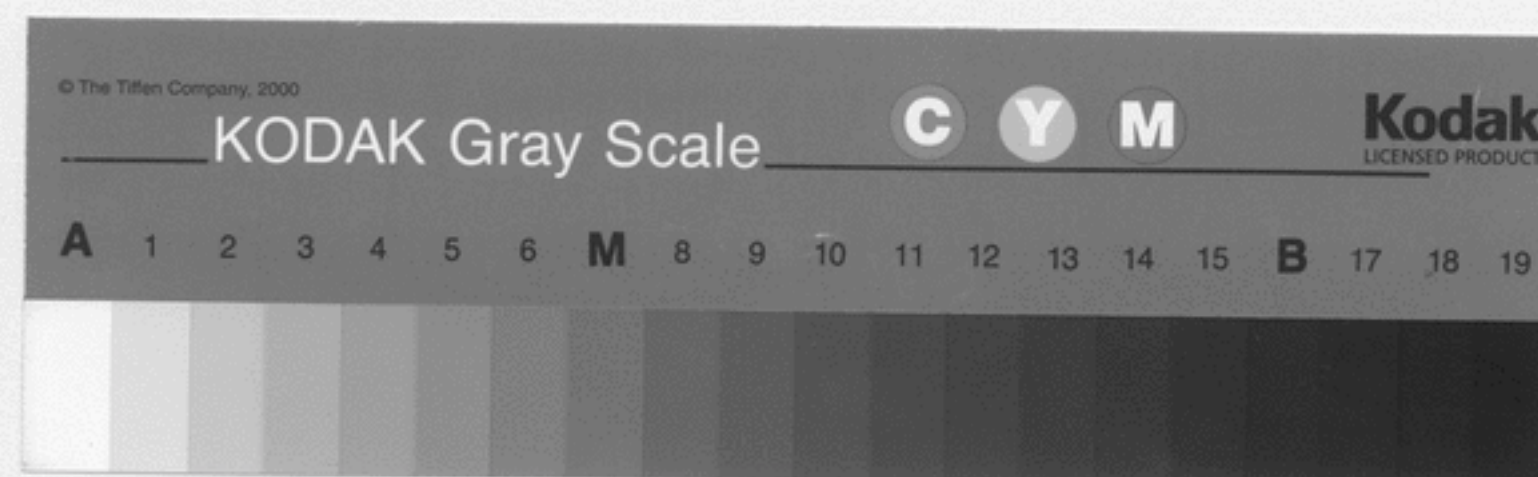 © The Tiffen Company, 2000
KODAK Gray Scale
C Y M
Kodak
LICENSED PRODUCT
A 1 2 3 4 5 6 M 8 9 10 11 12 13 14 15 B 17 18 19